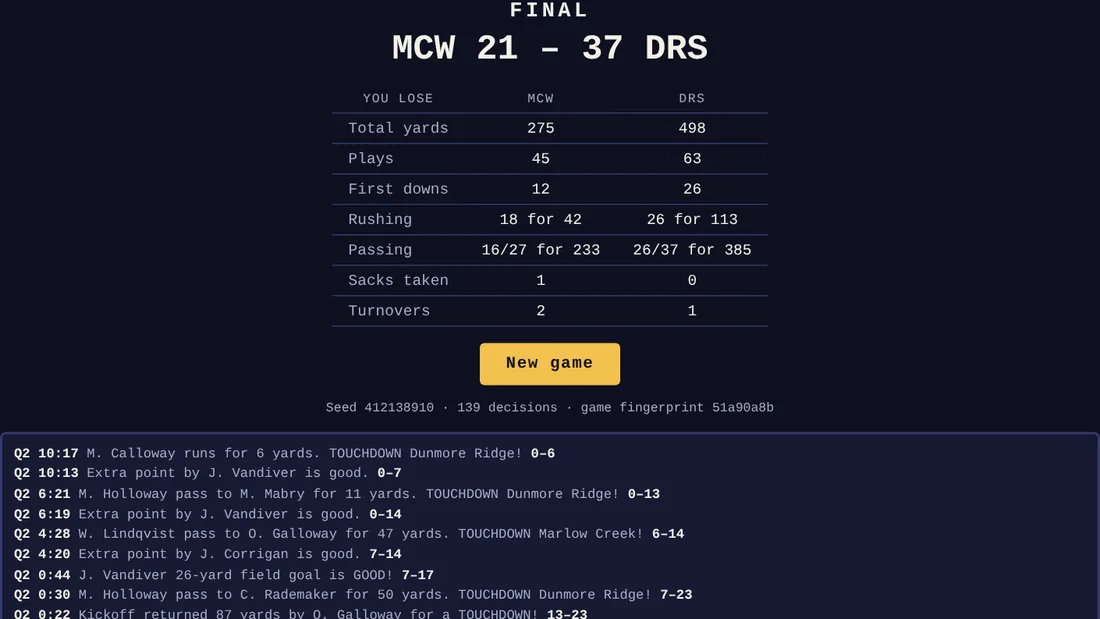 FINAL
MCW 21 – 37 DRS
YOU LOSE MCW DRS
Total yards 275 498
Plays 45 63
First downs 12 26
Rushing 18 for 42 26 for 113
Passing 16/27 for 233 26/37 for 385
Sacks taken 1 0
Turnovers 2 1
New game
Seed 412138910 · 139 decisions · game fingerprint 51a90a8b
Q2 10:17 M. Calloway runs for 6 yards. TOUCHDOWN Dunmore Ridge! 0–6
Q2 10:13 Extra point by J. Vandiver is good. 0–7
Q2 6:21 M. Holloway pass to M. Mabry for 11 yards. TOUCHDOWN Dunmore Ridge! 0–13
Q2 6:19 Extra point by J. Vandiver is good. 0–14
Q2 4:28 W. Lindqvist pass to O. Galloway for 47 yards. TOUCHDOWN Marlow Creek! 6–14
Q2 4:20 Extra point by J. Corrigan is good. 7–14
Q2 0:44 J. Vandiver 26-yard field goal is GOOD! 7–17
Q2 0:30 M. Holloway pass to C. Rademaker for 50 yards. TOUCHDOWN Dunmore Ridge! 7–23
Q2 0:22 Kickoff returned 87 yards by O. Galloway for a TOUCHDOWN! 13–23